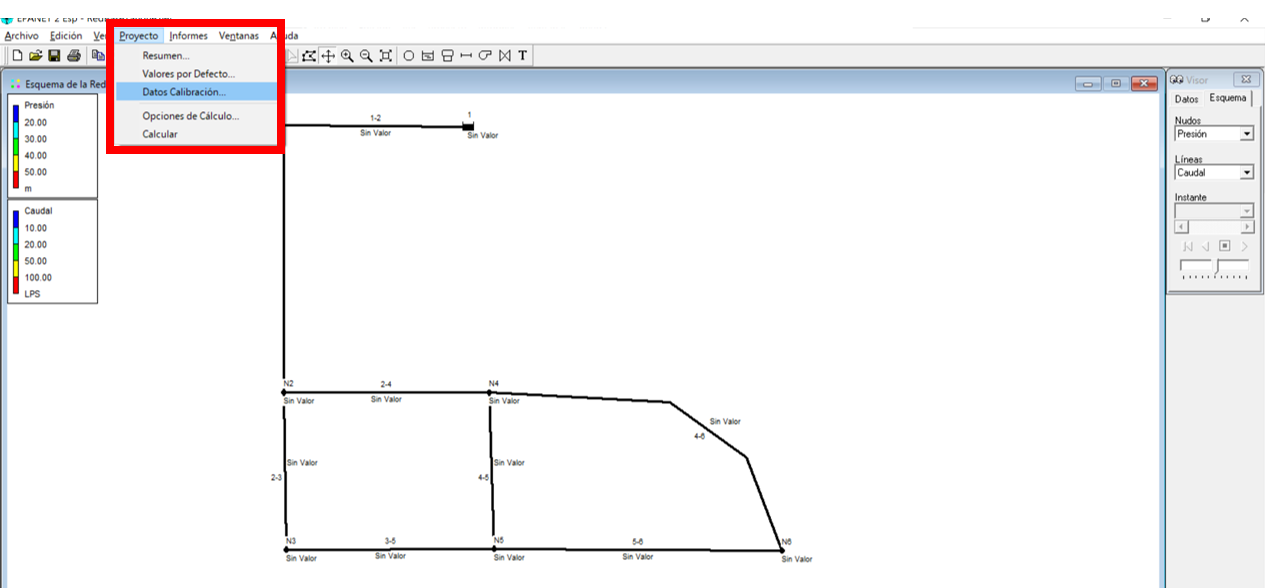 EPANET 2 Esp - Red
Archivo Edición Ve Proyecto Informes Ventanas A uda
Resumen...
Valores por Defecto...
Datos Calibración...
Opciones de Cálculo...
Calcular
T
Esquema de la Red
Presión
20.00
30.00
40.00
50.00
m
Caudal
10.00
20.00
50.00
100.00
LPS
1-2
Sin Valor
1
Sin Valor
N2
Sin Valor
2-4
Sin Valor
N4
Sin Valor
Sin Valor
4-6
Sin Valor
2-3
Sin Valor
4-5
N3
Sin Valor
3-5
Sin Valor
N5
Sin Valor
5-6
Sin Valor
N6
Sin Valor
Visor
Datos Esquema
Nudos
Presión
Líneas
Caudal
Instante